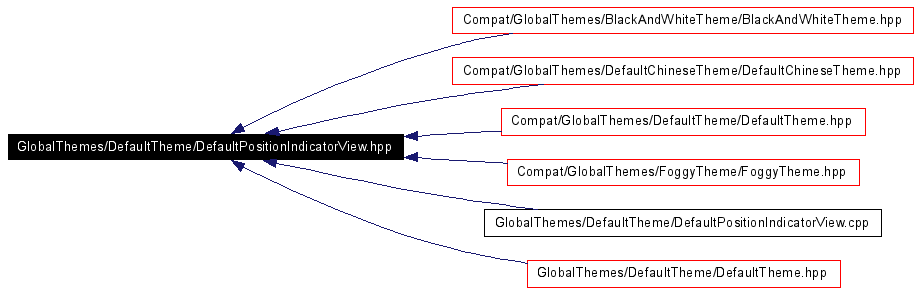 Compat/GlobalThemes/BlackAndWhiteTheme/BlackAndWhiteTheme.hpp
Compat/GlobalThemes/DefaultChineseTheme/DefaultChineseTheme.hpp
Compat/GlobalThemes/DefaultTheme/DefaultTheme.hpp
GlobalThemes/DefaultTheme/DefaultPositionIndicatorView.hpp
Compat/GlobalThemes/FoggyTheme/FoggyTheme.hpp
GlobalThemes/DefaultTheme/DefaultPositionIndicatorView.cpp
GlobalThemes/DefaultTheme/DefaultTheme.hpp